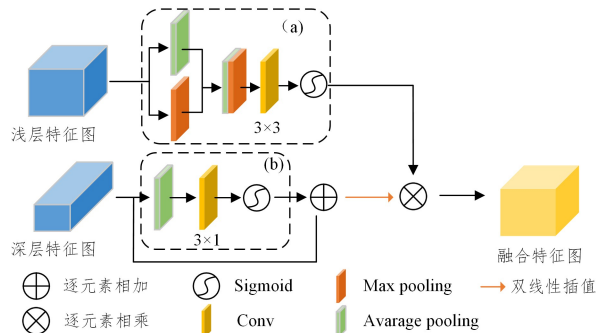 (a)
3×3
浅层特征图
(b)
3×1
深层特征图
融合特征图
逐元素相加
Sigmoid
Max pooling
双线性插值
逐元素相乘
Conv
Avarage pooling